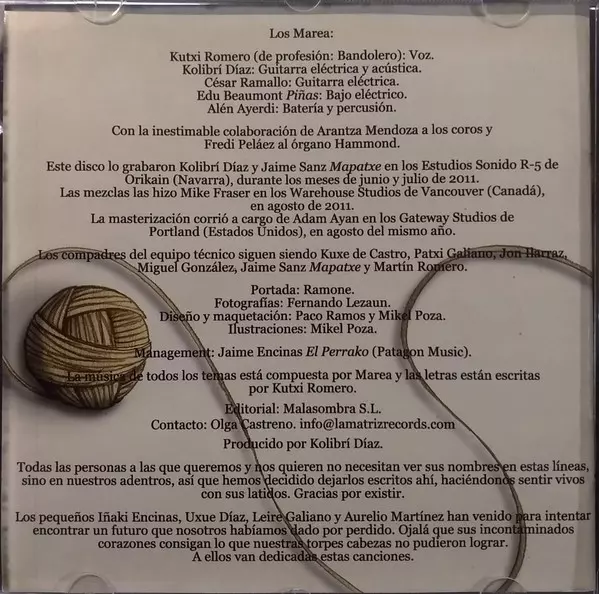 Los Marea:
Kutxi Romero (de profesión: Bandolero): Voz.
Kolibrí Díaz: Guitarra eléctrica y acústica.
César Ramallo: Guitarra eléctrica.
Edu Beaumont Piñas: Bajo eléctrico.
Alén Ayerdi: Batería y percusión.
Con la inestimable colaboración de Arantza Mendoza a los coros y
Fredi Peláez al órgano Hammond.
Este disco lo grabaron Kolibrí Díaz y Jaime Sanz Mapatxe en los Estudios Sonido R-5 de
Orikain (Navarra), durante los meses de junio y julio de 2011.
Las mezclas las hizo Mike Fraser en los Warehouse Studios de Vancouver (Canadá),
en agosto de 2011.
La masterización corrió a cargo de Adam Ayan en los Gateway Studios de
Portland (Estados Unidos), en agosto del mismo año.
Los compadres del equipo técnico siguen siendo Kuxe de Castro, Patxi Galiano, Jon Ilarraz,
Miguel González, Jaime Sanz Mapatxe y Martín Romero.
Portada: Ramone.
Fotografías: Fernando Lezaun.
Diseño y maquetación: Paco Ramos y Mikel Poza.
Ilustraciones: Mikel Poza.
Management: Jaime Encinas El Perrako (Patagon Music).
La música de todos los temas está compuesta por Marea y las letras están escritas
por Kutxi Romero.
Editorial: Malasombra S.L.
Contacto: Olga Castreno. info@lamatrizrecords.com
Producido por Kolibrí Díaz.
Todas las personas a las que queremos y nos quieren no necesitan ver sus nombres en estas líneas,
sino en nuestros adentros, así que hemos decidido dejarlos escritos ahí, haciéndonos sentir vivos
con sus latidos. Gracias por existir.
Los pequeños Iñaki Encinas, Uxue Díaz, Leire Galiano y Aurelio Martínez han venido para intentar
encontrar un futuro que nosotros habíamos dado por perdido. Ojalá que sus incontaminados
corazones consigan lo que nuestras torpes cabezas no pudieron lograr.
A ellos van dedicadas estas canciones.